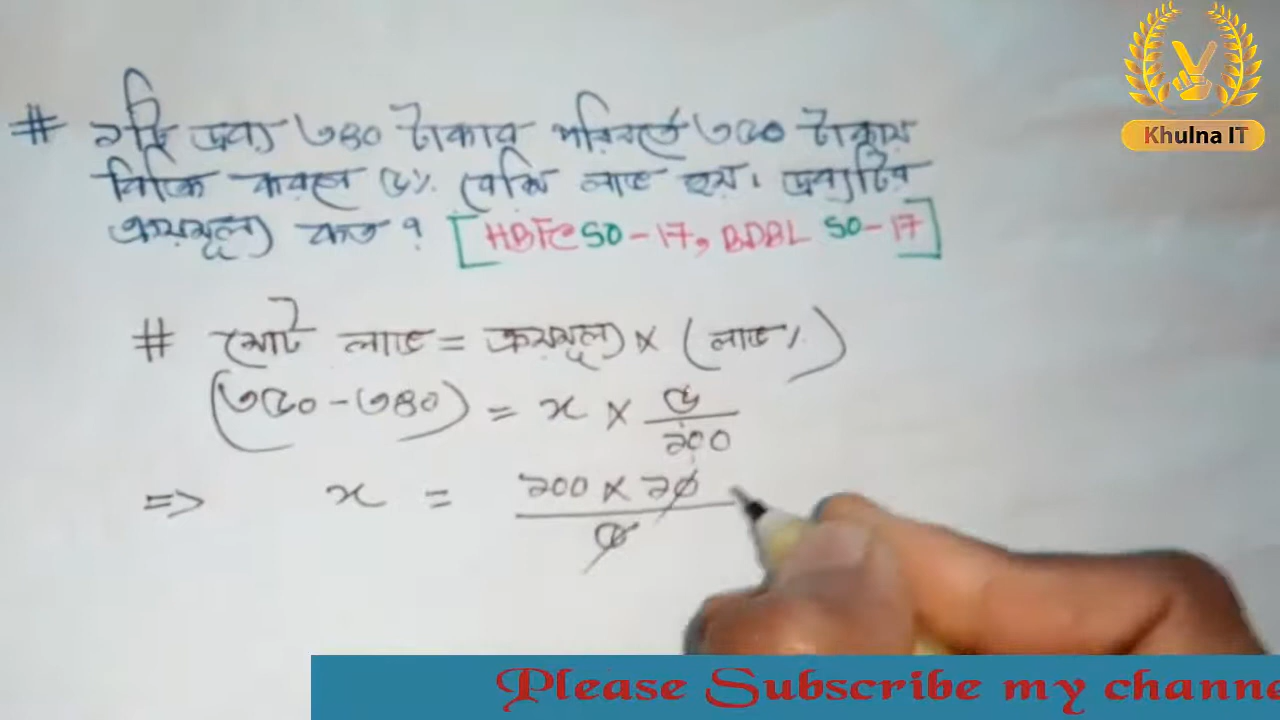 Khulna IT
# ১টি দ্রব্য ৩৪০ টাকার পরিবর্তে ৩৫০ টাকায়
বিক্রি করলে ৫% বেশি লাভ হয়। দ্রব্যটির
ক্রয়মূল্য কত ? [HBFC SO-17, BDBL SO-17]
# মোট লাভ = ক্রয়মূল্য × (লাভ%)
(৩৫০ - ৩৪০) = x × ৫/১০০
=> x = ১০০ × ১০ / ৫
Please Subscribe my channe